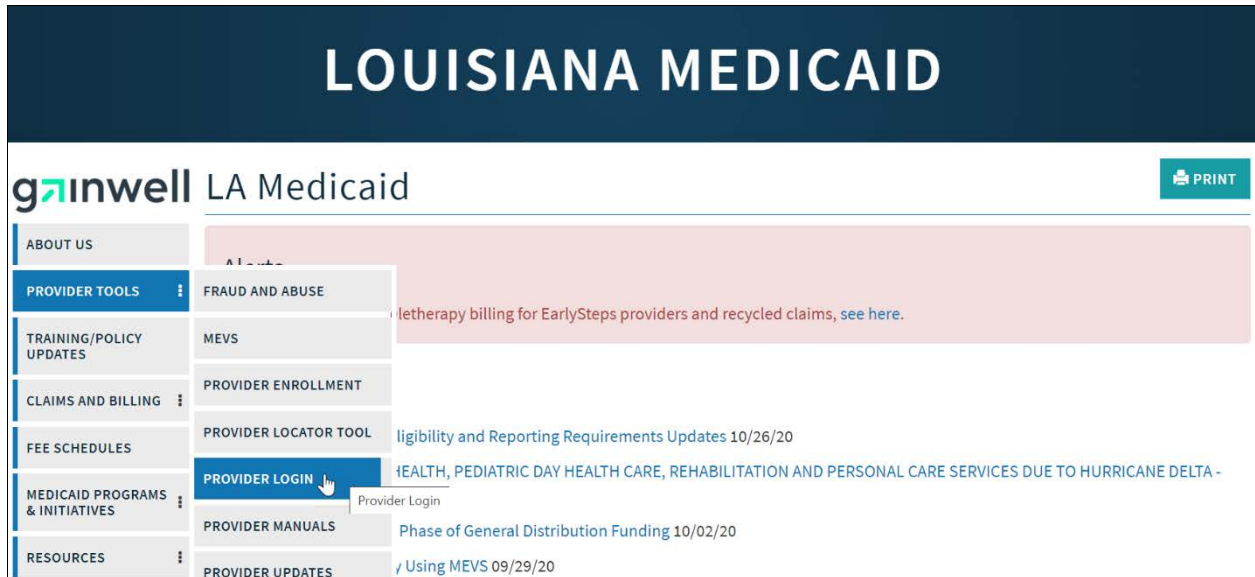 LOUISIANA MEDICAID
gainwell LA Medicaid
PRINT
ABOUT US
Alerts
PROVIDER TOOLS
FRAUD AND ABUSE
letherapy billing for EarlySteps providers and recycled claims, see here.
TRAINING/POLICY
UPDATES
MEVS
CLAIMS AND BILLING
PROVIDER ENROLLMENT
FEE SCHEDULES
PROVIDER LOCATOR TOOL
ligibility and Reporting Requirements Updates 10/26/20
MEDICAID PROGRAMS
& INITIATIVES
PROVIDER LOGIN
HEALTH, PEDIATRIC DAY HEALTH CARE, REHABILITATION AND PERSONAL CARE SERVICES DUE TO HURRICANE DELTA -
Provider Login
PROVIDER MANUALS
Phase of General Distribution Funding 10/02/20
RESOURCES
PROVIDER UPDATES
y Using MEVS 09/29/20